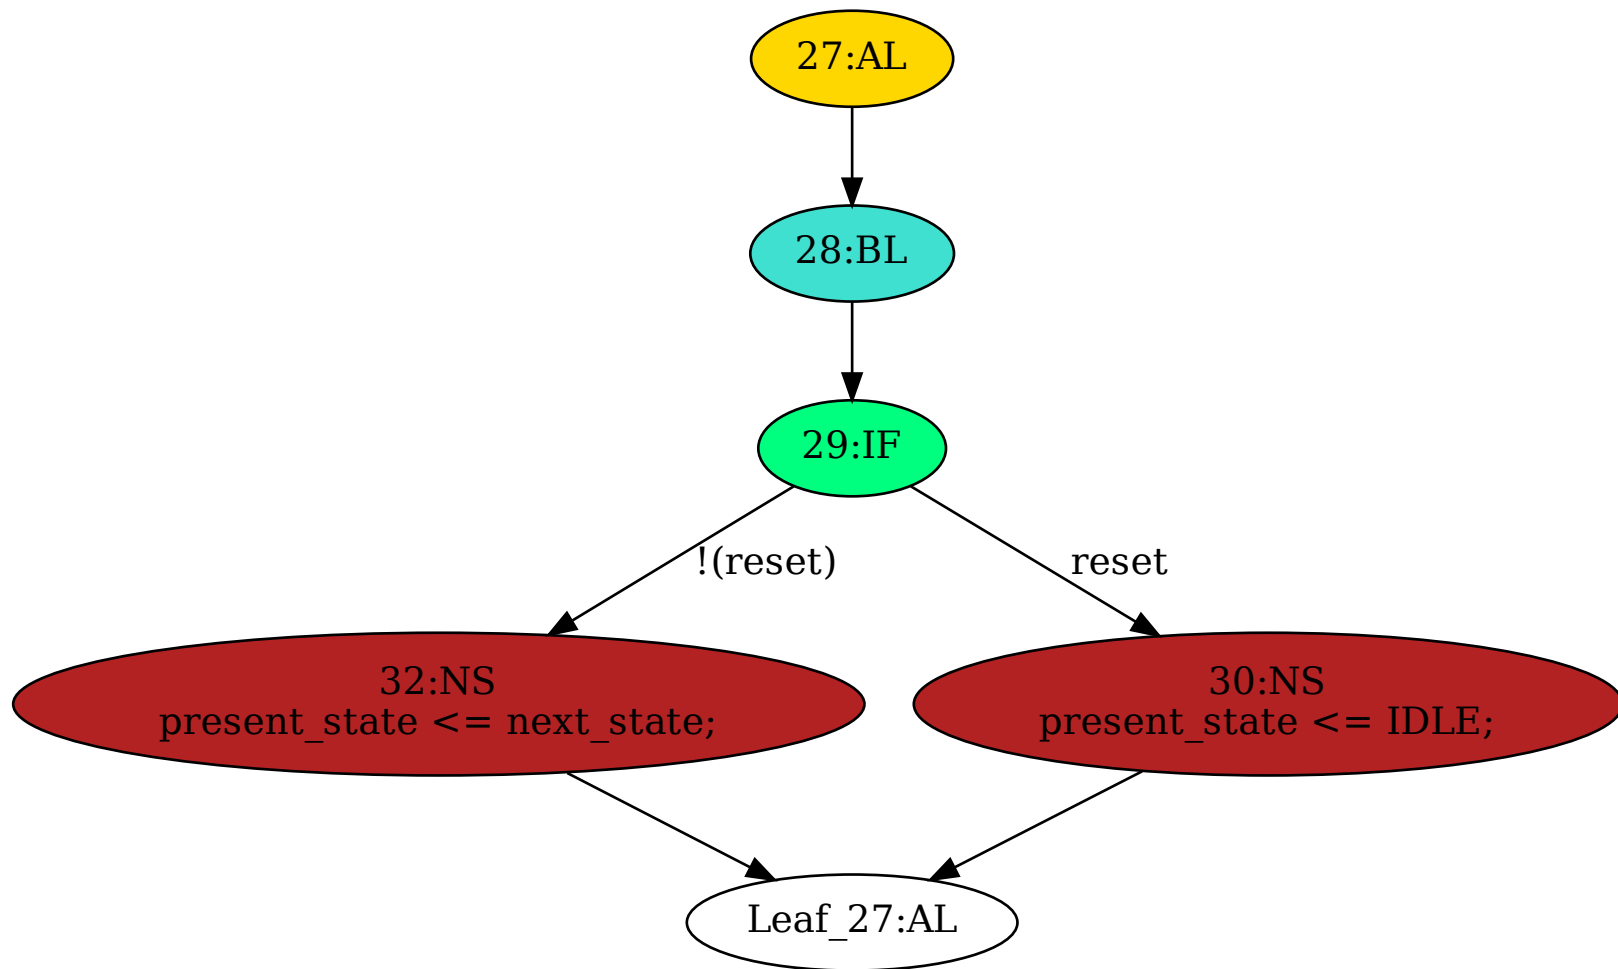 27:AL
28:BL
29:IF
!(reset)
reset
32:NS
present_state <= next_state;
30:NS
present_state <= IDLE;
Leaf_27:AL